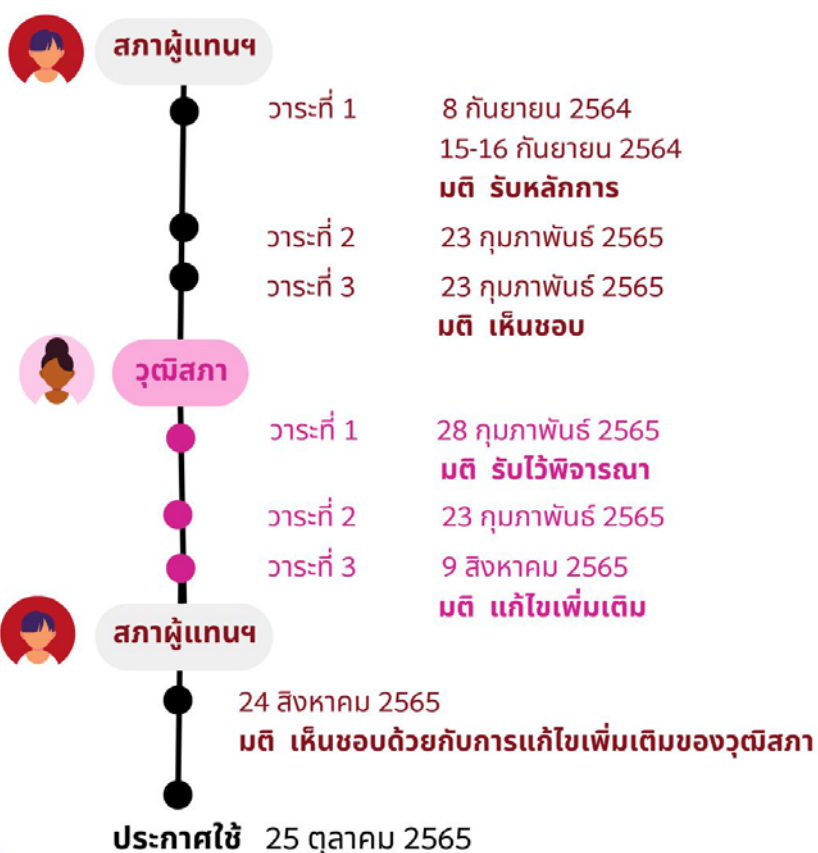 สภาผู้แทนฯ
วาระที่ 1 8 กันยายน 2564
15-16 กันยายน 2564
มติ รับหลักการ
วาระที่ 2 23 กุมภาพันธ์ 2565
วาระที่ 3 23 กุมภาพันธ์ 2565
มติ เห็นชอบ
วุฒิสภา
วาระที่ 1 28 กุมภาพันธ์ 2565
มติ รับไว้พิจารณา
วาระที่ 2 23 กุมภาพันธ์ 2565
วาระที่ 3 9 สิงหาคม 2565
มติ แก้ไขเพิ่มเติม
สภาผู้แทนฯ
24 สิงหาคม 2565
มติ เห็นชอบด้วยกับการแก้ไขเพิ่มเติมของวุฒิสภา
ประกาศใช้ 25 ตุลาคม 2565